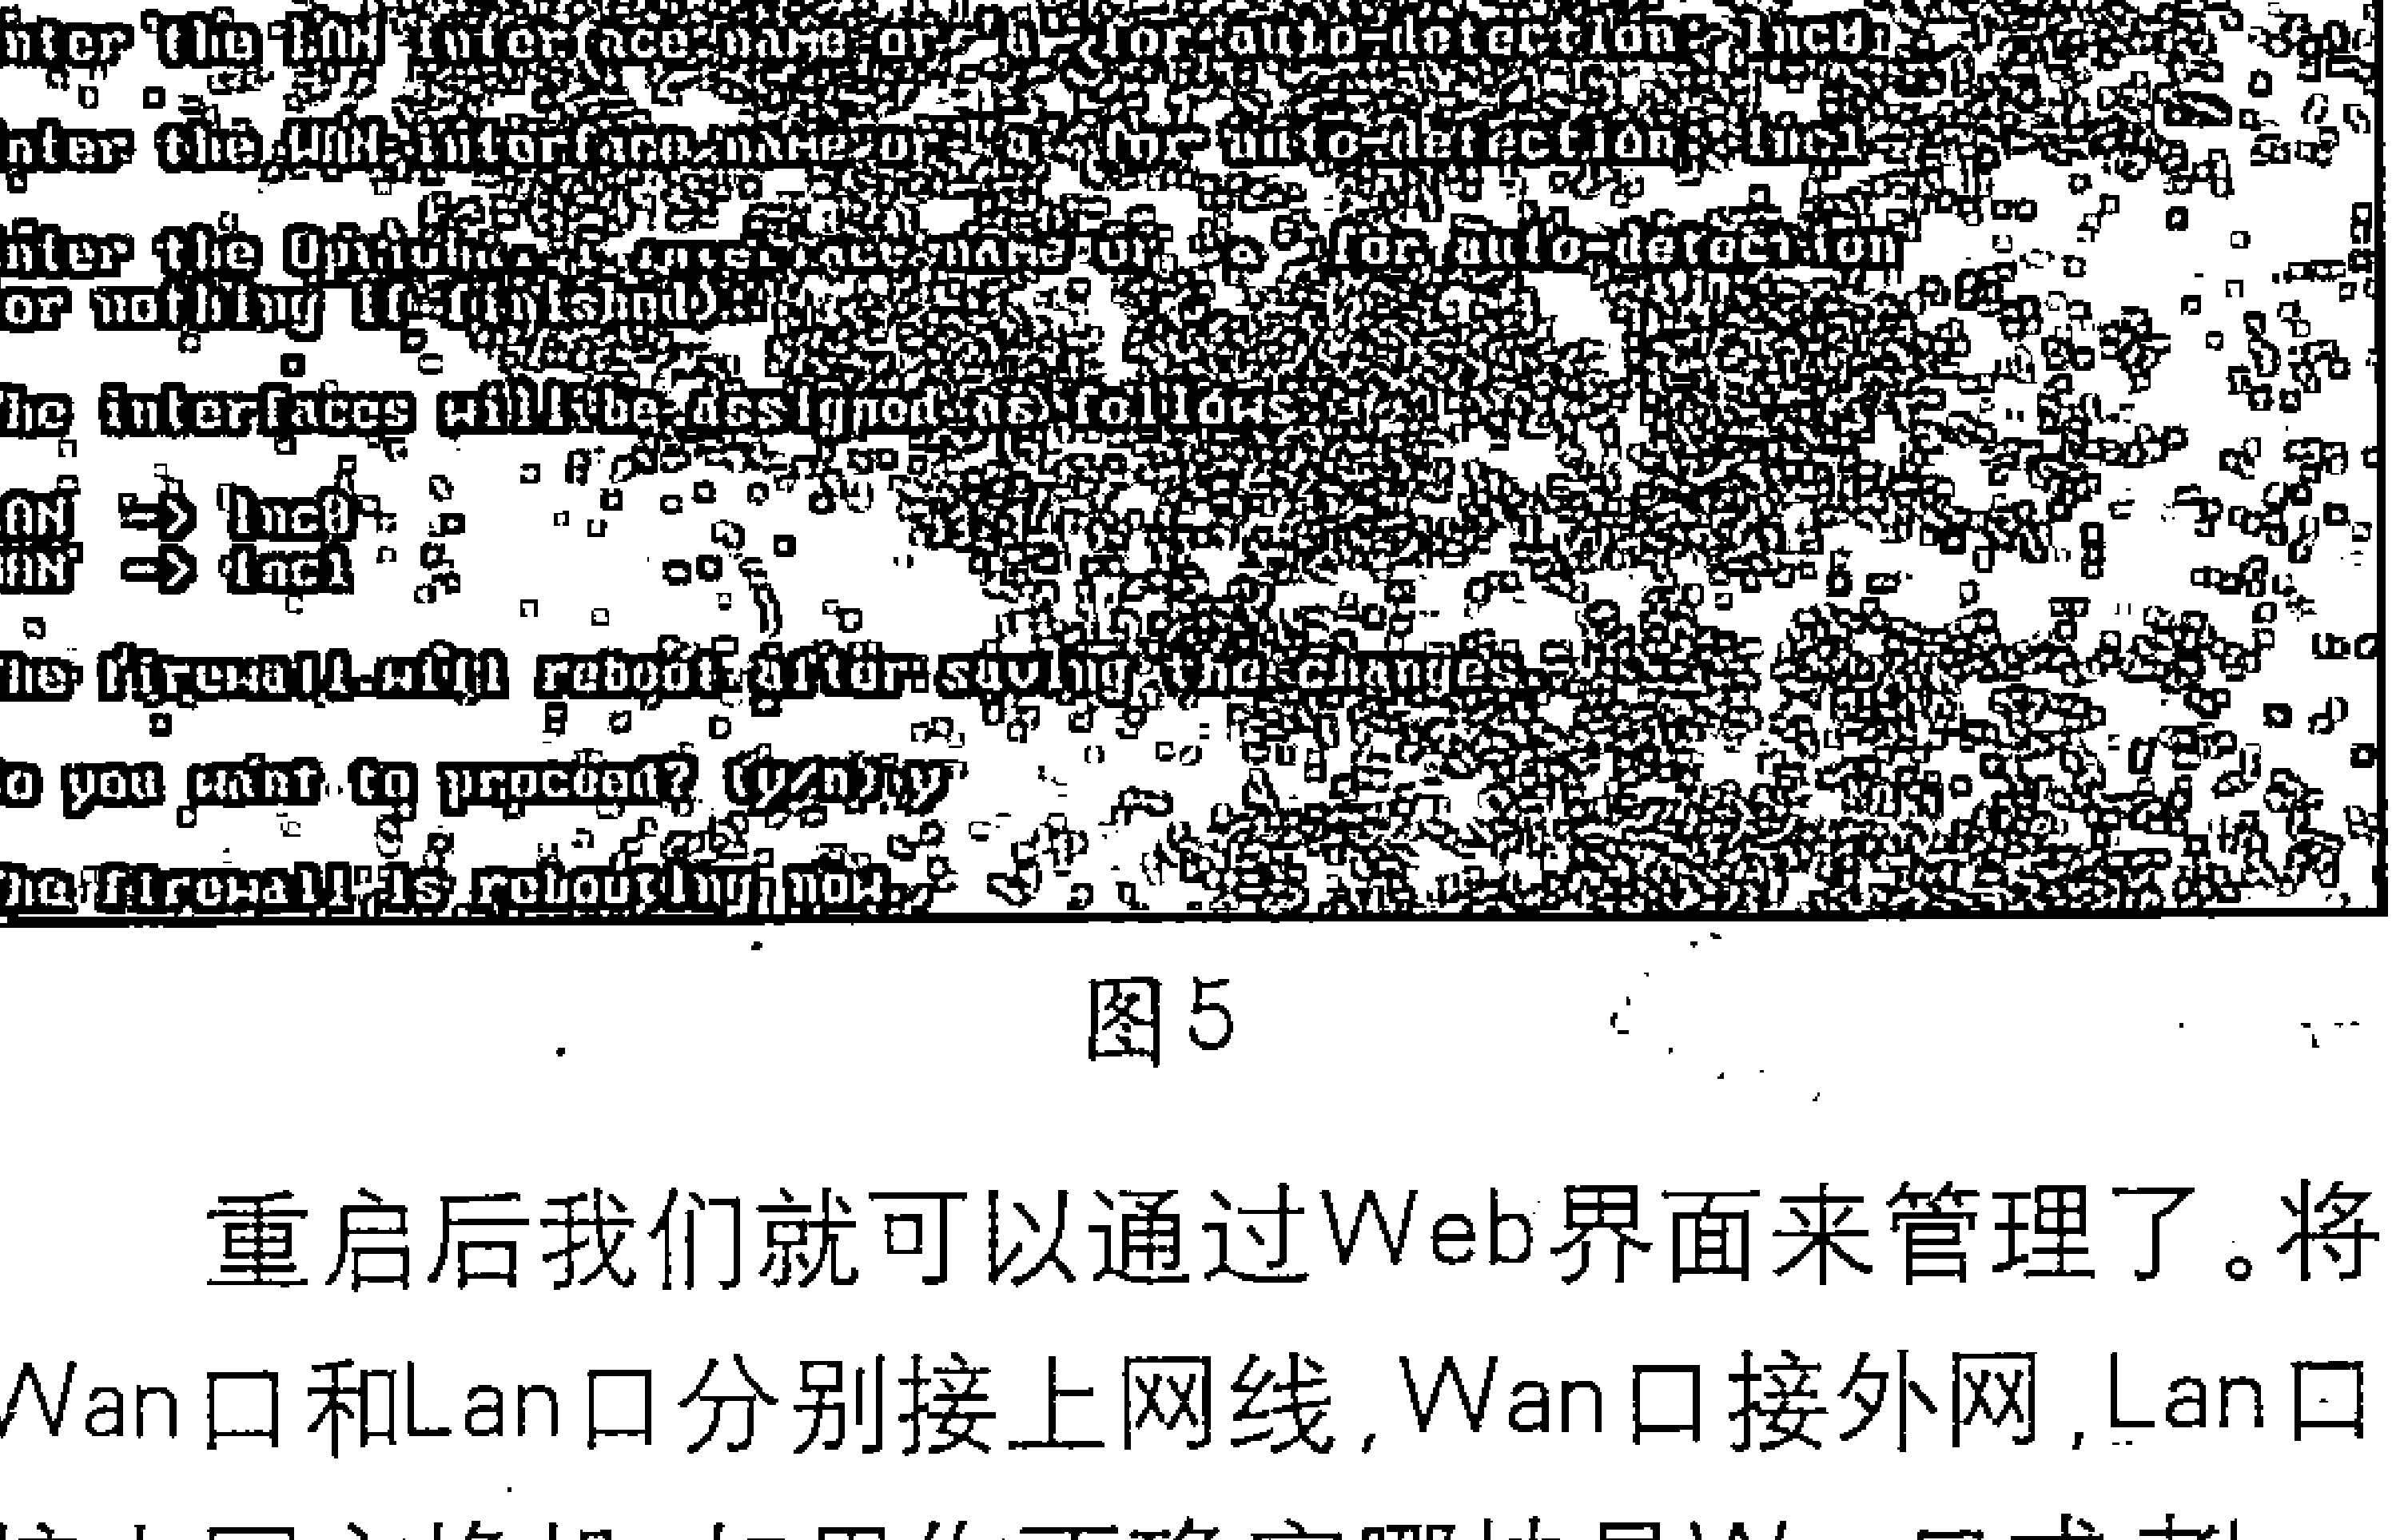 nter the LAN interface name or 'a' for auto-detection: lnc0
nter the WAN interface name or 'a' for auto-detection: lnc1
nter the Optional 1 interface name or 'a' for auto-detection
or nothing if finished):
he interfaces will be assigned as follows:
AN -> lnc0
AN -> lnc1
he firewall will reboot after saving the changes.
o you want to proceed? (y/n) y
he firewall is rebooting now.
图5
重启后我们就可以通过Web界面来管理了。将
Wan口和Lan口分别接上网线,Wan口接外网,Lan口